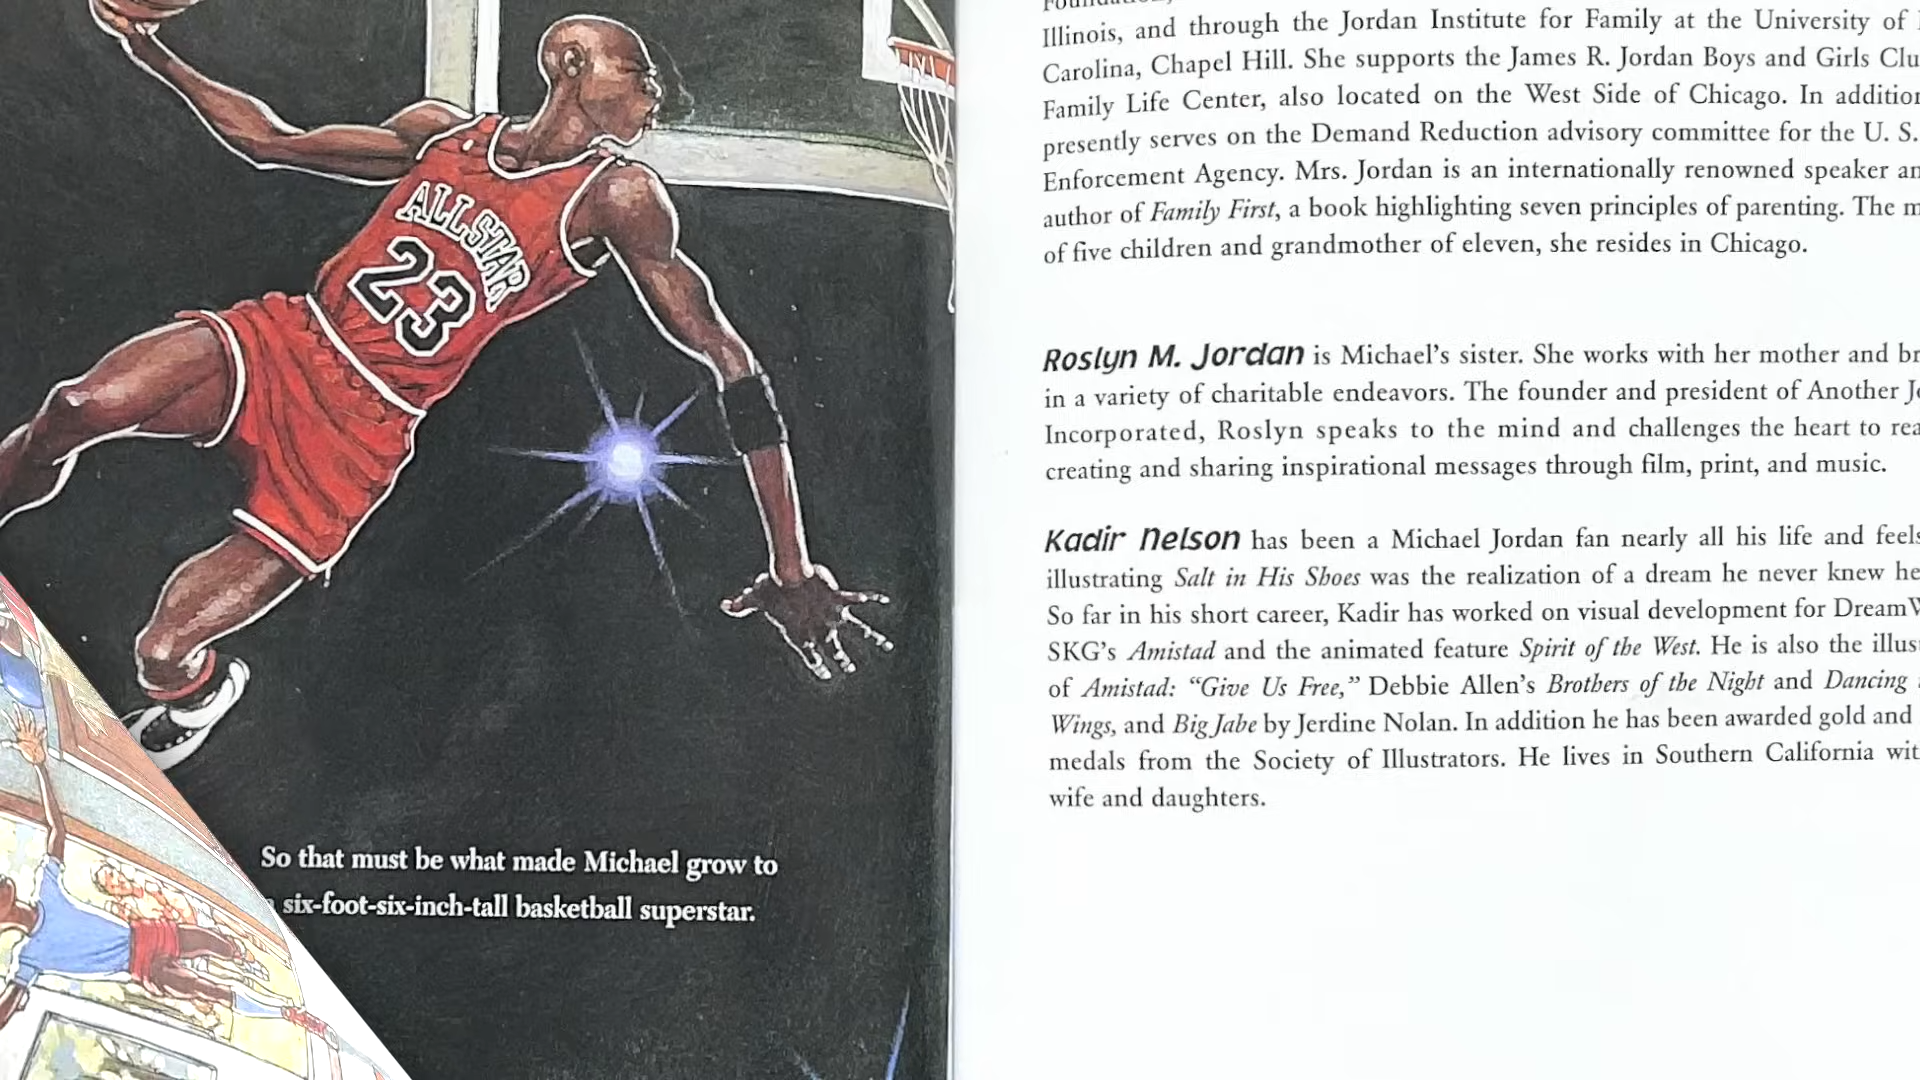 ALL STAR
23
So that must be what made Michael grow to
six-foot-six-inch-tall basketball superstar.
Illinois, and through the Jordan Institute for Family at the University of
Carolina, Chapel Hill. She supports the James R. Jordan Boys and Girls Clu
Family Life Center, also located on the West Side of Chicago. In addition
presently serves on the Demand Reduction advisory committee for the U. S.
Enforcement Agency. Mrs. Jordan is an internationally renowned speaker an
author of Family First, a book highlighting seven principles of parenting. The m
of five children and grandmother of eleven, she resides in Chicago.
Roslyn M. Jordan is Michael's sister. She works with her mother and br
in a variety of charitable endeavors. The founder and president of Another J
Incorporated, Roslyn speaks to the mind and challenges the heart to rea
creating and sharing inspirational messages through film, print, and music.
Kadir Nelson has been a Michael Jordan fan nearly all his life and feels
illustrating Salt in His Shoes was the realization of a dream he never knew he
So far in his short career, Kadir has worked on visual development for DreamW
SKG's Amistad and the animated feature Spirit of the West. He is also the illus
of Amistad: “Give Us Free,” Debbie Allen's Brothers of the Night and Dancing
Wings, and Big Jabe by Jerdine Nolan. In addition he has been awarded gold and
medals from the Society of Illustrators. He lives in Southern California wit
wife and daughters.